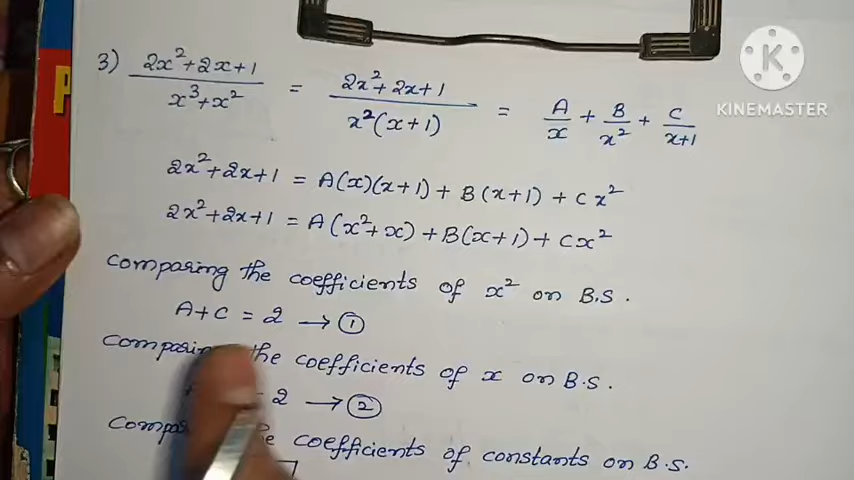 3) 2x²+2x+1 / x³+x² = 2x²+2x+1 / x²(x+1) = A/x + B/x² + C/x+1
2x²+2x+1 = A(x)(x+1) + B(x+1) + Cx²
2x²+2x+1 = A(x²+x) + B(x+1) + Cx²
Comparing the coefficients of x² on B.S.
A+C = 2 → ①
Comparing the coefficients of x on B.S.
2 → ②
the coefficients of constants on B.S.
K
KINEMASTER
P